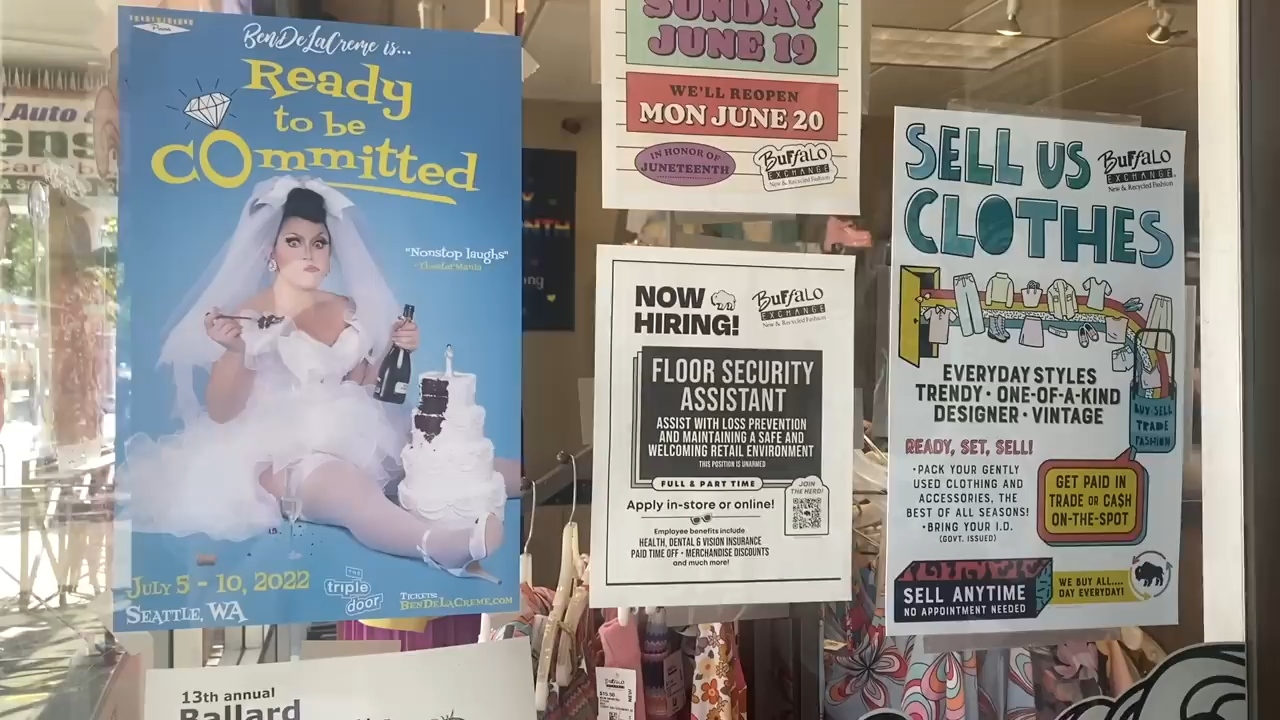 BenDeLaCreme is...
Ready
to be
Committed
"Nonstop laughs"
- TheaterMania
July 5 - 10, 2022
Seattle, WA
the
triple
door
Tickets:
BenDeLaCreme.com
13th annual
Ballard
SUNDAY
JUNE 19
WE'LL REOPEN
MON JUNE 20
IN HONOR OF
JUNETEENTH
Buffalo
EXCHANGE
New & Recycled Fashion
NOW
HIRING!
Buffalo
EXCHANGE
New & Recycled Fashion
FLOOR SECURITY
ASSISTANT
ASSIST WITH LOSS PREVENTION
AND MAINTAINING A SAFE AND
WELCOMING RETAIL ENVIRONMENT
THIS POSITION IS UNARMED
FULL & PART TIME
Apply in-store or online!
JOIN
THE HERD!
Employee benefits include
HEALTH, DENTAL & VISION INSURANCE
PAID TIME OFF • MERCHANDISE DISCOUNTS
and much more!
SELL US
CLOTHES
Buffalo
EXCHANGE
New & Recycled Fashion
EVERYDAY STYLES
TRENDY • ONE-OF-A-KIND
DESIGNER • VINTAGE
BUY·SELL
TRADE
FASHION
READY, SET, SELL!
• PACK YOUR GENTLY
USED CLOTHING AND
ACCESSORIES, THE
BEST OF ALL SEASONS!
• BRING YOUR I.D.
(GOVT. ISSUED)
GET PAID IN
TRADE OR CA$H
ON-THE-SPOT
SELL ANYTIME
NO APPOINTMENT NEEDED
WE BUY ALL....
DAY EVERYDAY!
Auto &